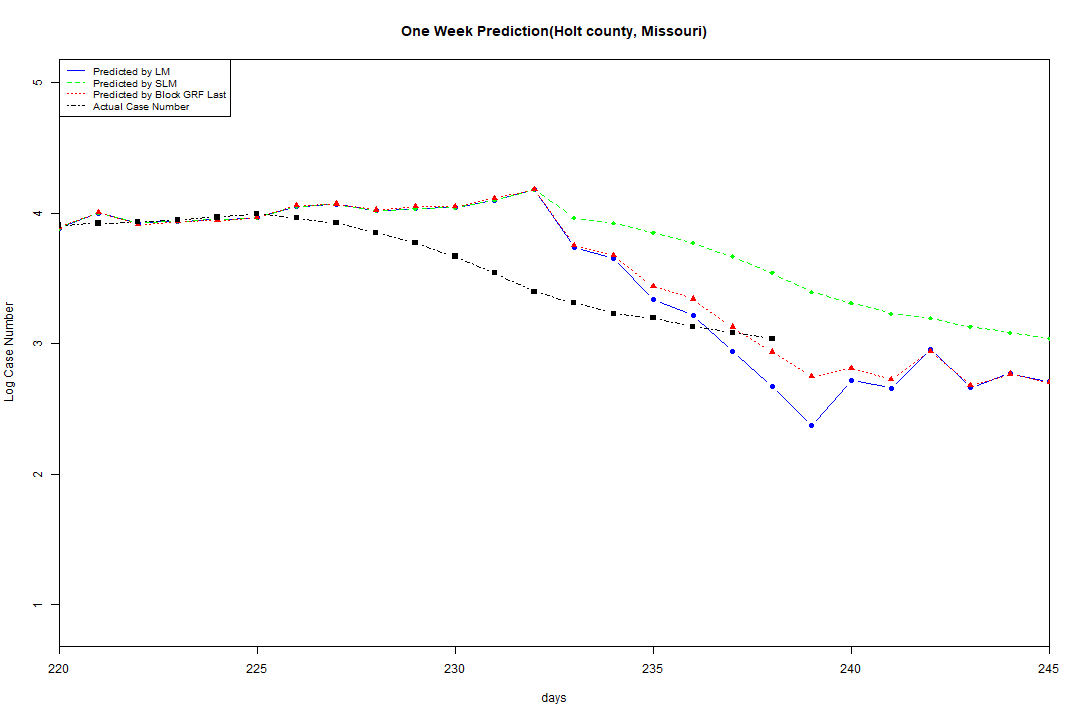 One Week Prediction(Holt county, Missouri)
Predicted by LM
Predicted by SLM
Predicted by Block GRF Last
Actual Case Number
5
4
3
2
1
Log Case Number
220 225 230 235 240 245
days